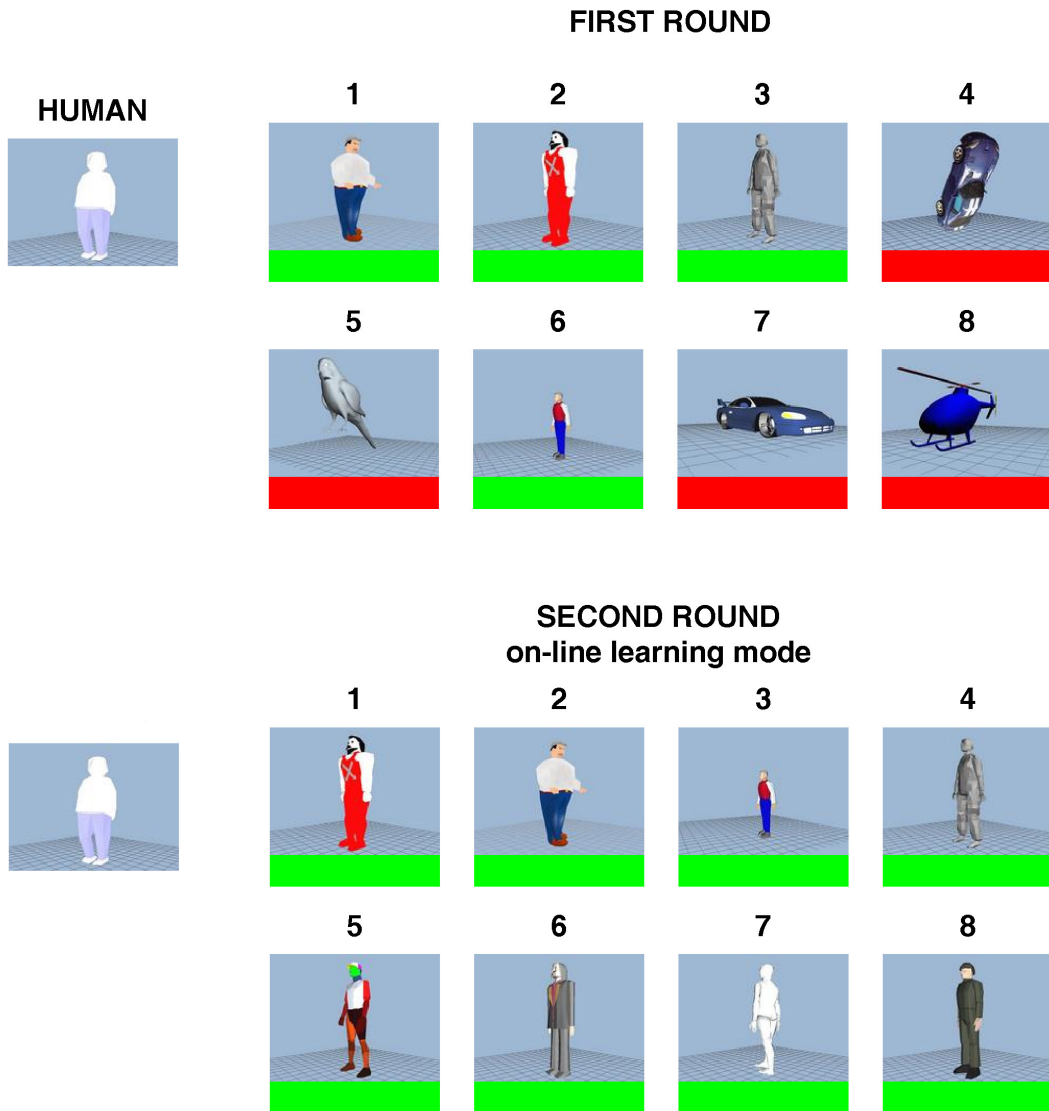 FIRST ROUND
HUMAN
1 2 3 4
5 6 7 8
SECOND ROUND
on-line learning mode
1 2 3 4
5 6 7 8